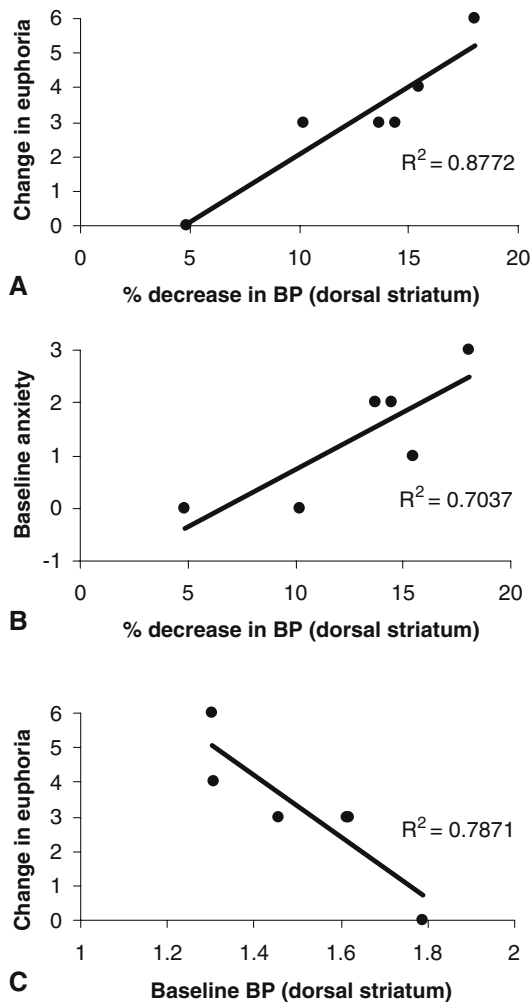 6
5
4
3
2
1
0
Change in euphoria
R² = 0.8772
0 5 10 15 20
A % decrease in BP (dorsal striatum)
3
2
1
0
-1
Baseline anxiety
R² = 0.7037
0 5 10 15 20
B % decrease in BP (dorsal striatum)
6
5
4
3
2
1
0
Change in euphoria
R² = 0.7871
1 1.2 1.4 1.6 1.8 2
C Baseline BP (dorsal striatum)